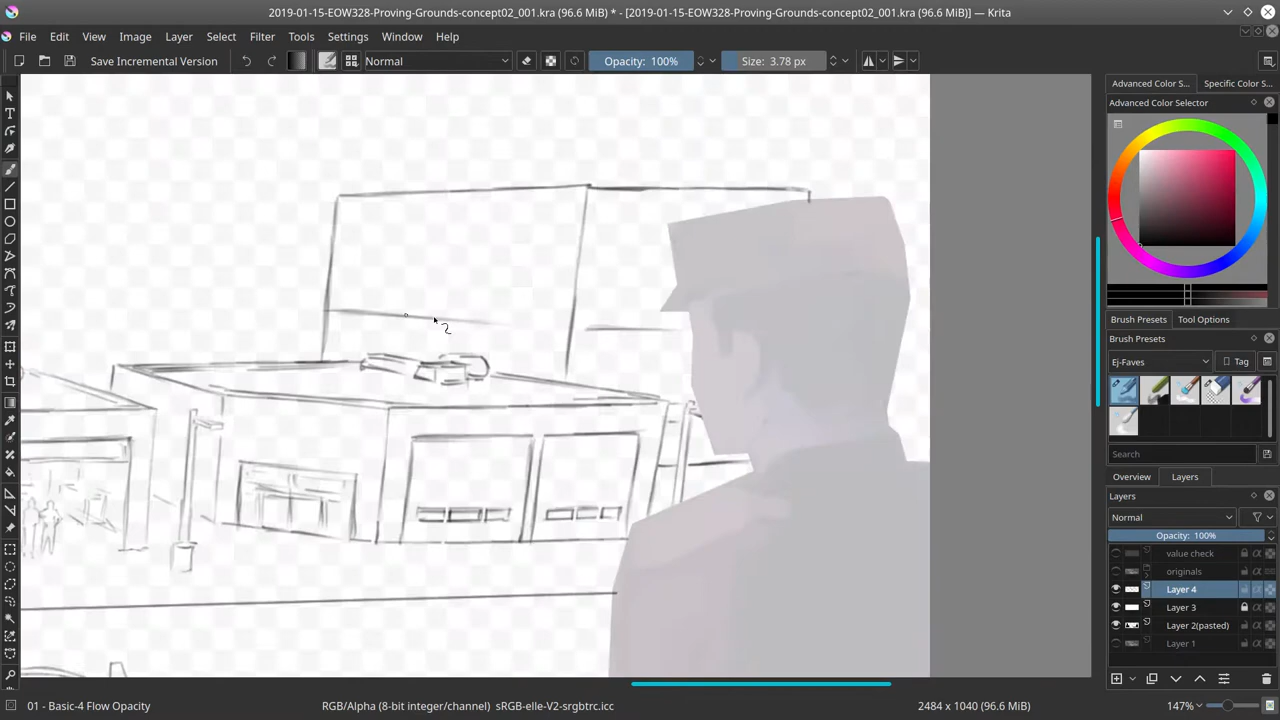 2019-01-15-EOW328-Proving-Grounds-concept02_001.kra (96.6 MiB) * - [2019-01-15-EOW328-Proving-Grounds-concept02_001.kra (96.6 MiB)] — Krita
File Edit View Image Layer Select Filter Tools Settings Window Help
Save Incremental Version Normal Opacity: 100% Size: 3.78 px
Advanced Color S... Specific Color S...
Advanced Color Selector
Brush Presets Tool Options
Brush Presets
Ej-Faves Tag
Search
Overview Layers
Layers
Normal
Opacity: 100%
value check
originals
Layer 4
Layer 3
Layer 2(pasted)
Layer 1
01 - Basic-4 Flow Opacity RGB/Alpha (8-bit integer/channel) sRGB-elle-V2-srgbtrc.icc 2484 x 1040 (96.6 MiB) 147%